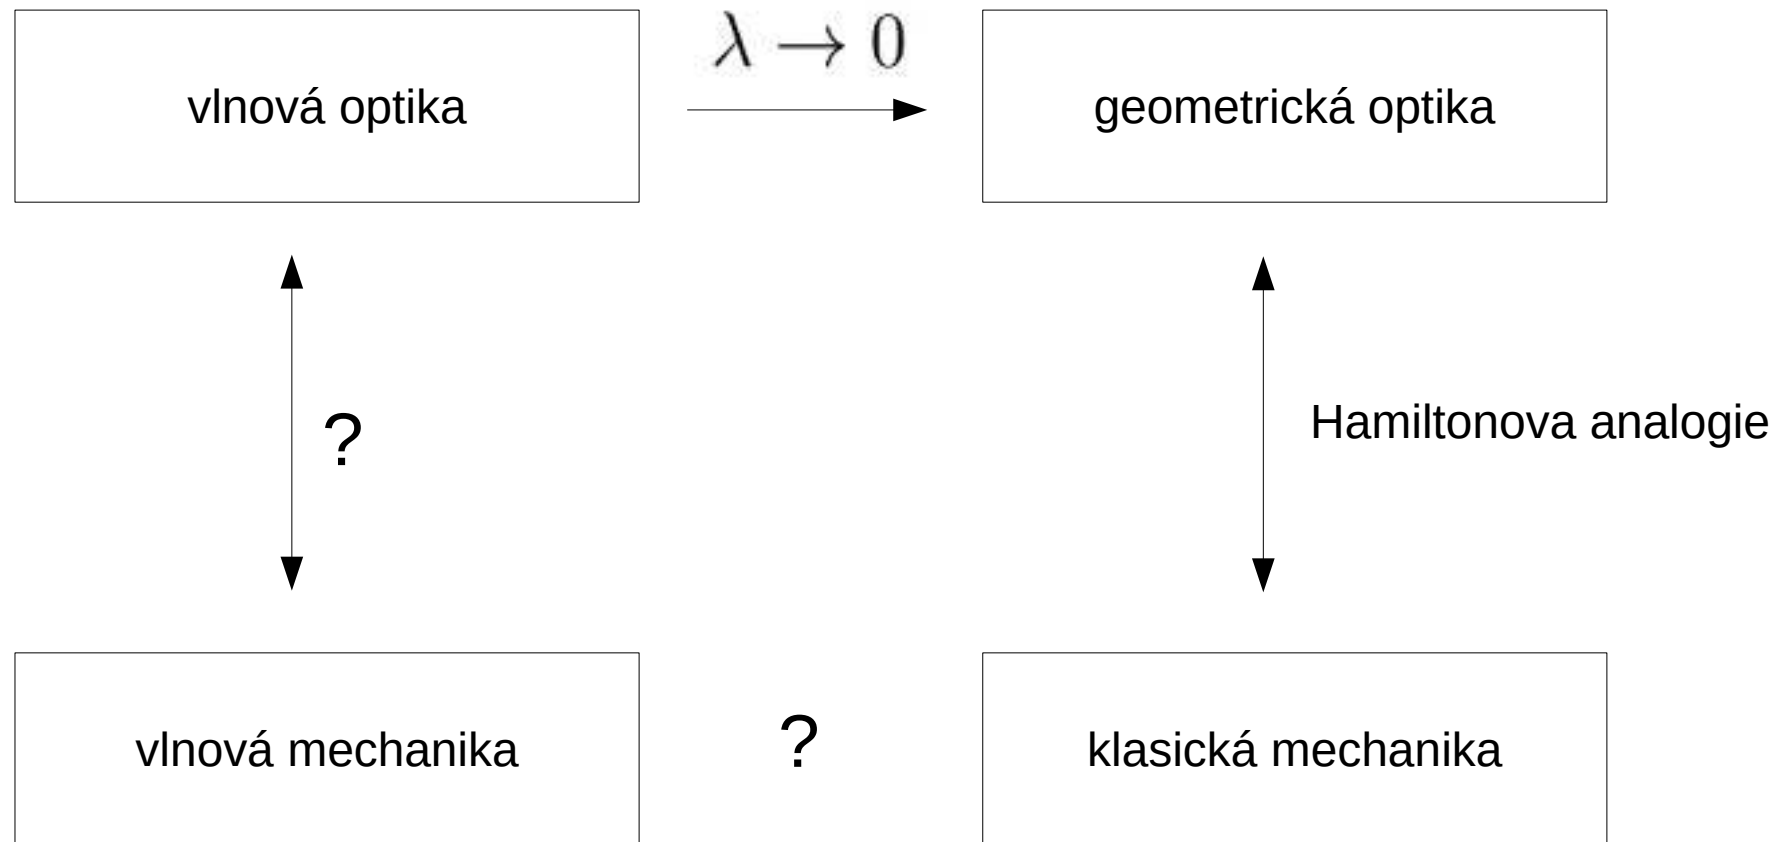 vlnová optika
λ → 0
geometrická optika
?
Hamiltonova analogie
vlnová mechanika
?
klasická mechanika